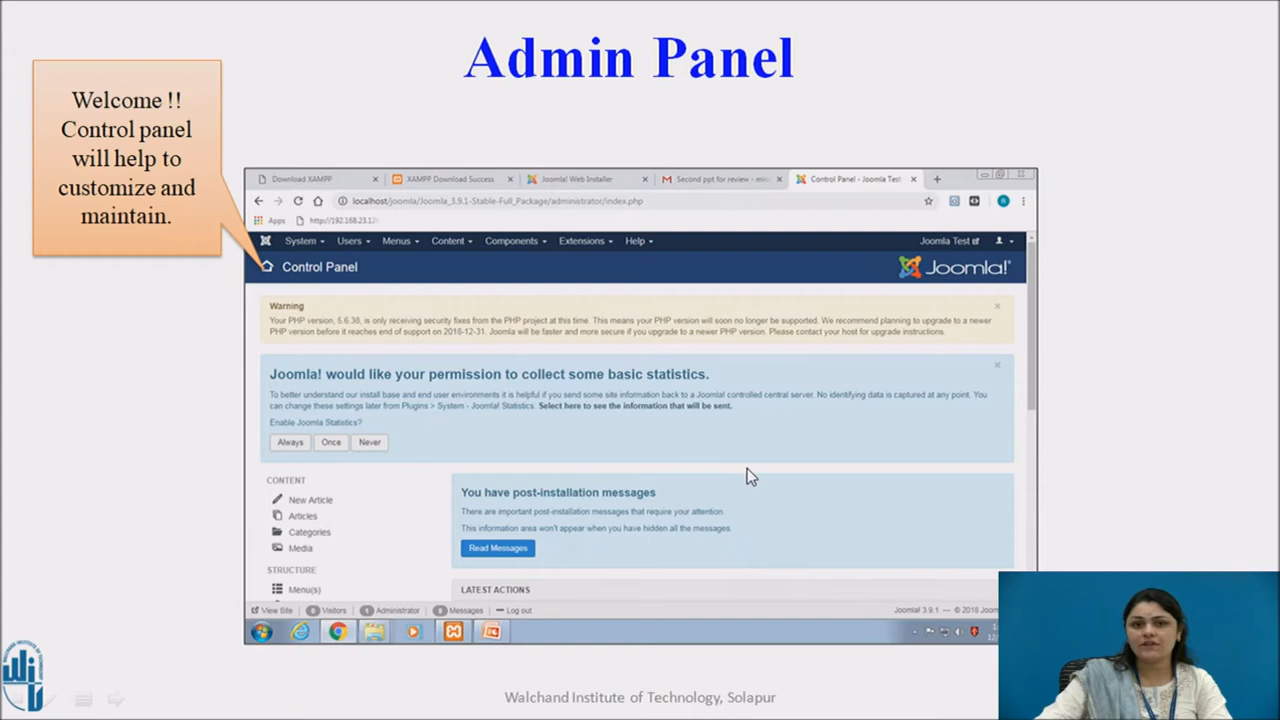 Admin Panel
Welcome !!
Control panel
will help to
customize and
maintain.
Download XAMPP
XAMPP Download Success
Joomla! Web Installer
Second ppt for review - mic
Control Panel - Joomla Test
localhost/joomla/Joomla_3.9.1-Stable-Full_Package/administrator/index.php
Apps
System Users Menus Content Components Extensions Help Joomla Test
Control Panel
Joomla!
Warning
Your PHP version, 5.6.38, is only receiving security fixes from the PHP project at this time. This means your PHP version will soon no longer be supported. We recommend planning to upgrade to a newer
PHP version before it reaches end of support on 2018-12-31. Joomla will be faster and more secure if you upgrade to a newer PHP version. Please contact your host for upgrade instructions.
Joomla! would like your permission to collect some basic statistics.
To better understand our install base and end user environments it is helpful if you send some site information back to a Joomla! controlled central server. No identifying data is captured at any point. You
can change these settings later from Plugins > System - Joomla! Statistics. Select here to see the information that will be sent.
Enable Joomla Statistics?
Always Once Never
CONTENT
New Article
Articles
Categories
Media
STRUCTURE
Menu(s)
You have post-installation messages
There are important post-installation messages that require your attention.
This information area won't appear when you have hidden all the messages.
Read Messages
LATEST ACTIONS
View Site 0 Visitors 1 Administrator 0 Messages Log out
Joomla! 3.9.1 — © 2018 Joom
Walchand Institute of Technology, Solapur